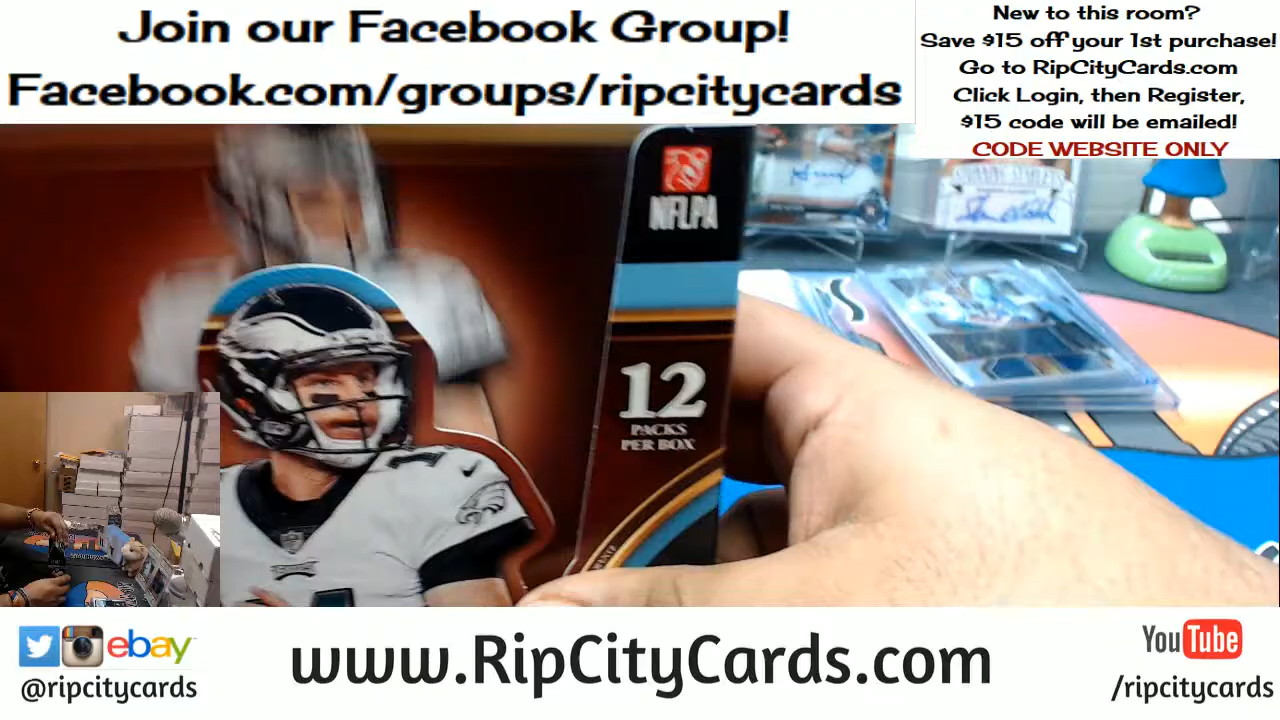 Join our Facebook Group!
Facebook.com/groups/ripcitycards
New to this room?
Save $15 off your 1st purchase!
Go to RipCityCards.com
Click Login, then Register,
$15 code will be emailed!
CODE WEBSITE ONLY
NFLPA
12
PACKS
PER BOX
ebay
@ripcitycards
www.RipCityCards.com
YouTube
/ripcitycards